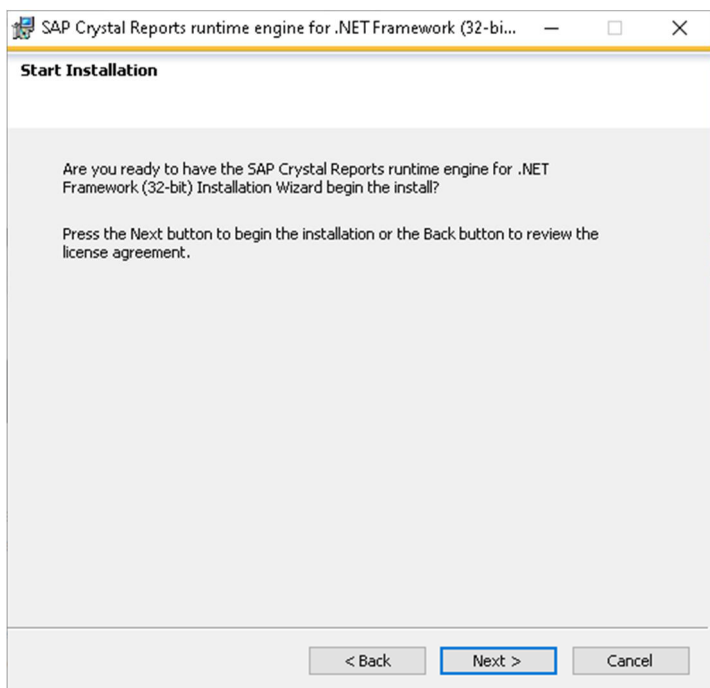 SAP Crystal Reports runtime engine for .NET Framework (32-bi...
Start Installation
Are you ready to have the SAP Crystal Reports runtime engine for .NET
Framework (32-bit) Installation Wizard begin the install?
Press the Next button to begin the installation or the Back button to review the
license agreement.
< Back
Next >
Cancel